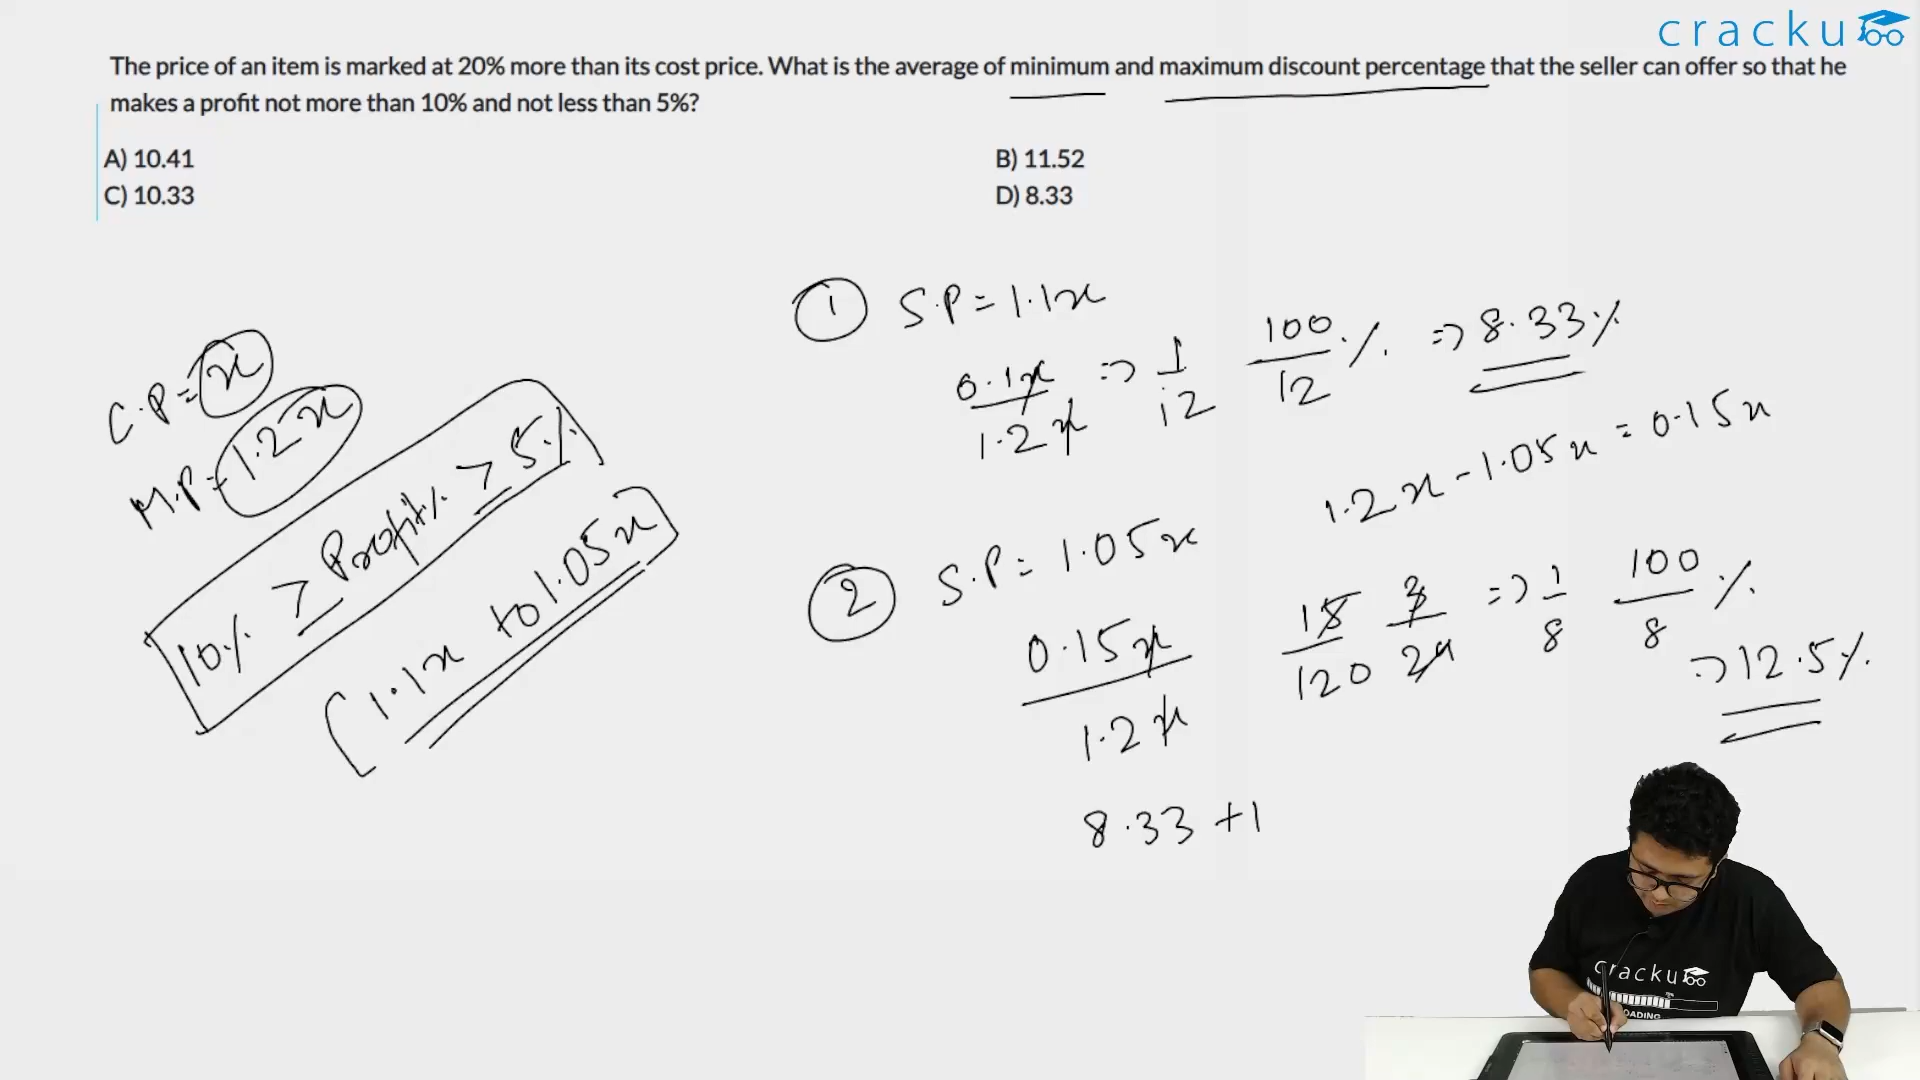 cracku
The price of an item is marked at 20% more than its cost price. What is the average of minimum and maximum discount percentage that the seller can offer so that he
makes a profit not more than 10% and not less than 5%?
A) 10.41
B) 11.52
C) 10.33
D) 8.33
C.P = x
M.P = 1.2x
10% ≥ Profit% ≥ 5%
[1.1x to 1.05x]
1 S.P = 1.1x
0.1x/1.2x => 1/12 100/12 % => 8.33%
1.2x - 1.05x = 0.15x
2 S.P = 1.05x
0.15x/1.2x 15/120 3/24 => 1/8 100/8 % => 12.5%
8.33 + 1
cracku
LOADING